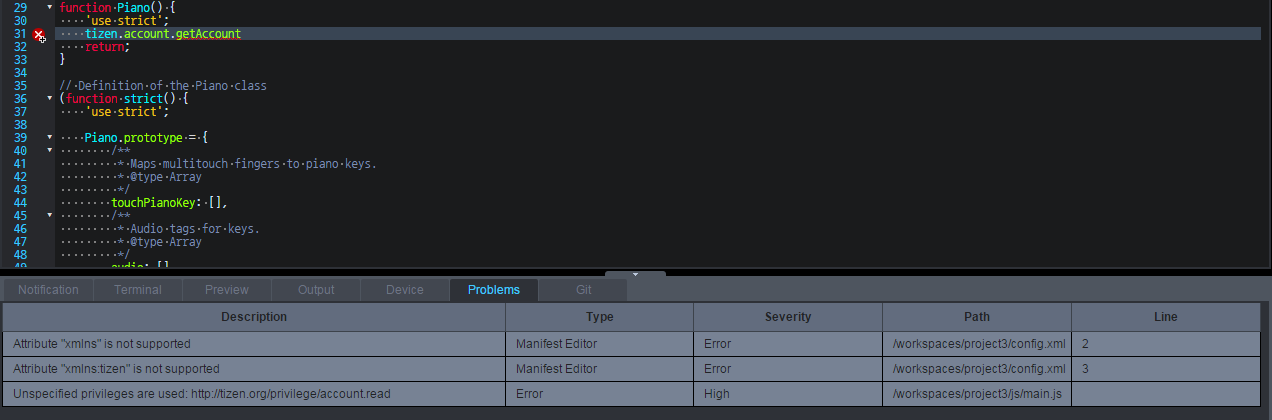 29 function Piano() {
30 'use strict';
31 tizen.account.getAccount
32 return;
33 }
34
35 // Definition of the Piano class
36 (function strict() {
37 'use strict';
38
39 Piano.prototype = {
40 /**
41 * Maps multitouch fingers to piano keys.
42 * @type Array
43 */
44 touchPianoKey: [],
45 /**
46 * Audio tags for keys.
47 * @type Array
48 */
49 audio: []
Notification Terminal Preview Output Device Problems Git
Description Type Severity Path Line
Attribute "xmlns" is not supported Manifest Editor Error /workspaces/project3/config.xml 2
Attribute "xmlns:tizen" is not supported Manifest Editor Error /workspaces/project3/config.xml 3
Unspecified privileges are used: http://tizen.org/privilege/account.read Error High /workspaces/project3/js/main.js